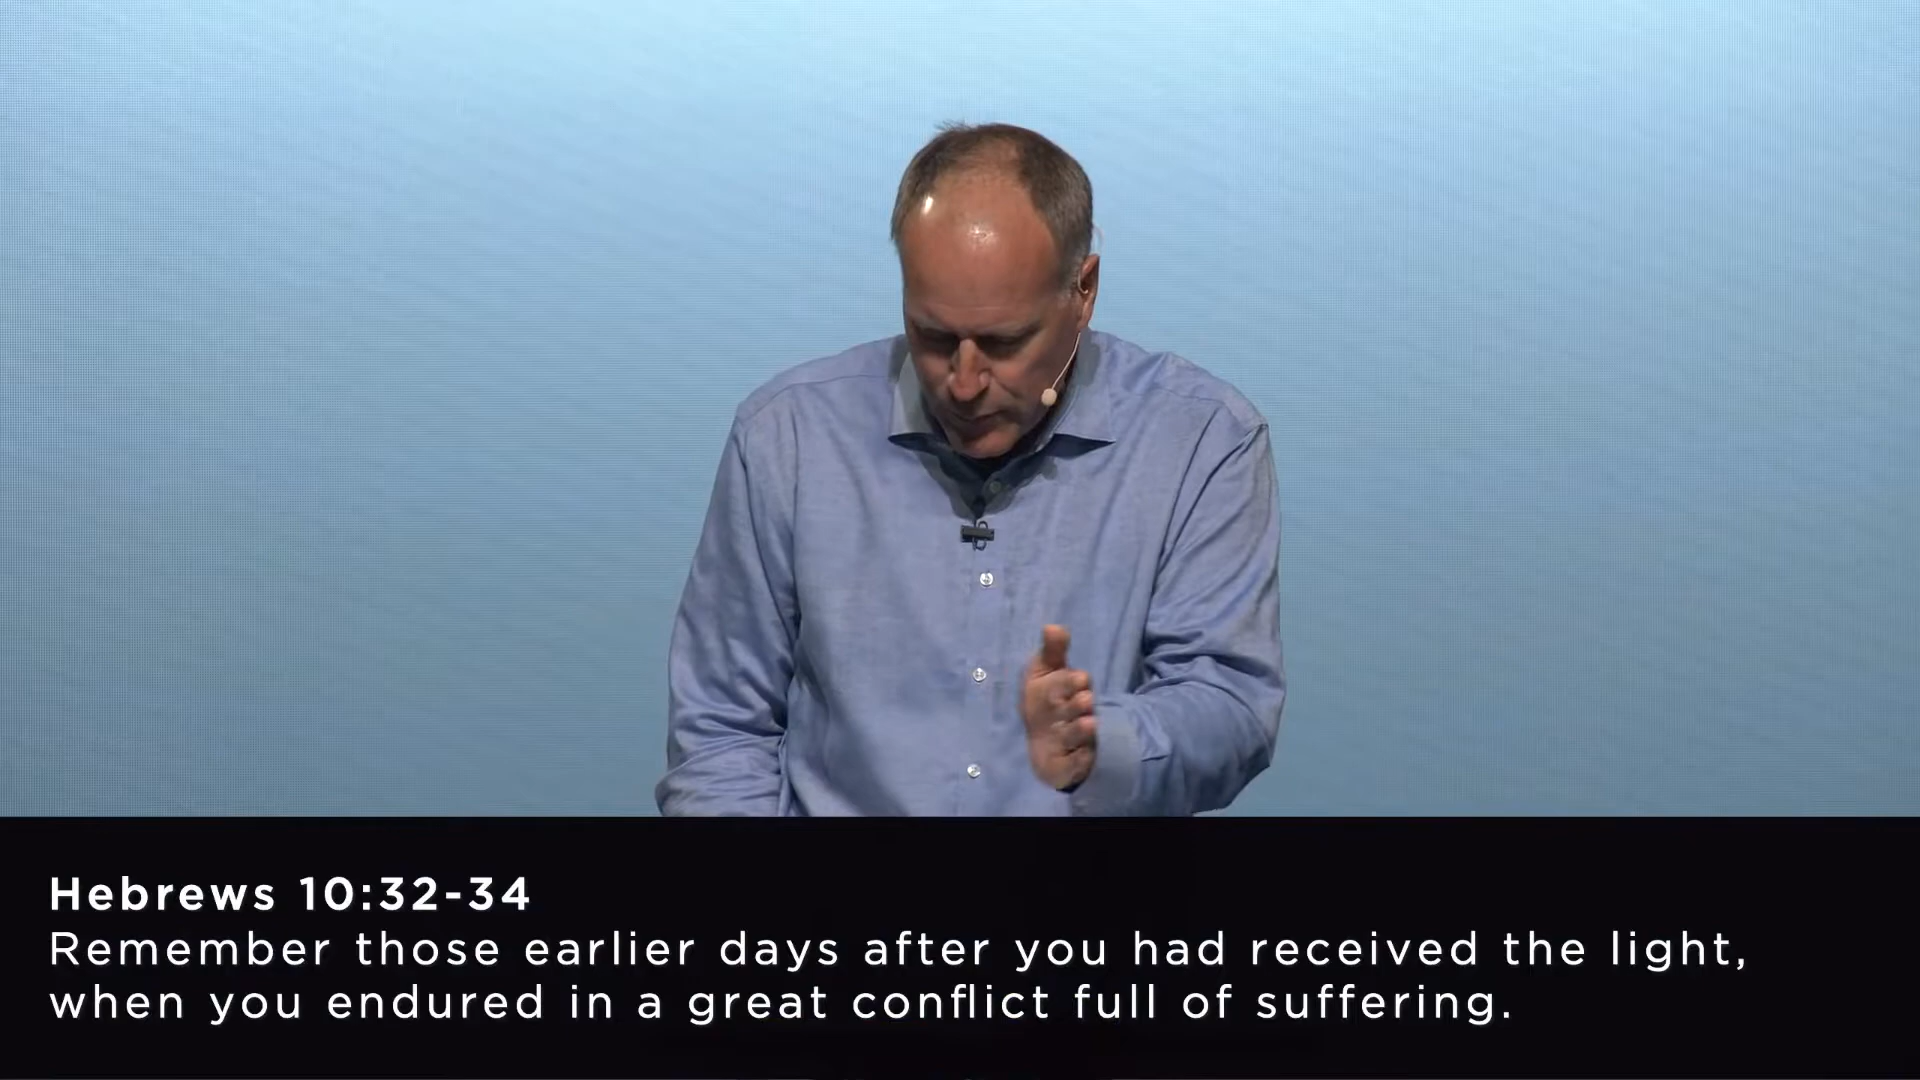 Hebrews 10:32-34
Remember those earlier days after you had received the light,
when you endured in a great conflict full of suffering.